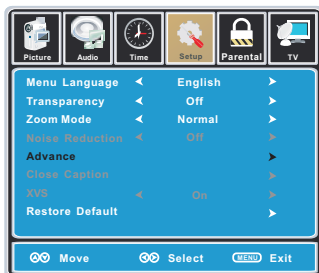 Picture Audio Time Setup Parental TV
Menu Language English
Transparency Off
Zoom Mode Normal
Noise Reduction Off
Advance
Close Caption
XVS On
Restore Default
Move Select MENU Exit